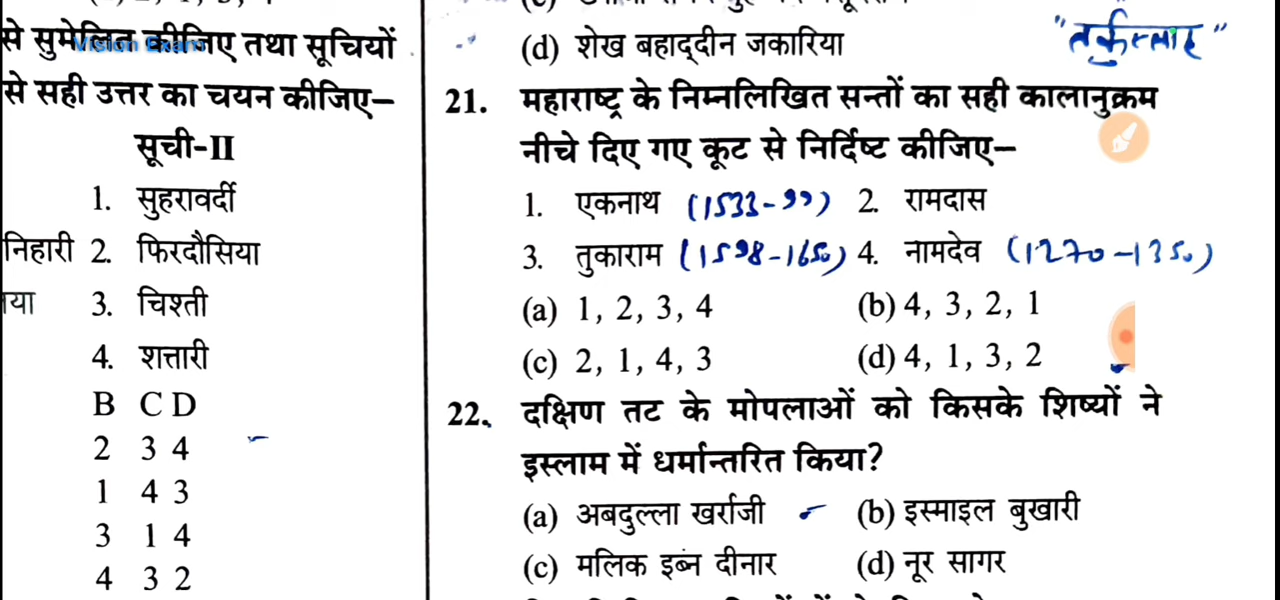 से सुमेलित कीजिए तथा सूचियों
Vision Exam
से सही उत्तर का चयन कीजिए–
सूची-II
1. सुहरावर्दी
निहारी 2. फिरदौसिया
3. चिश्ती
4. शत्तारी
B C D
2 3 4
1 4 3
3 1 4
4 3 2
(d) शेख बहाद्दीन जकारिया
21. महाराष्ट्र के निम्नलिखित सन्तों का सही कालानुक्रम
नीचे दिए गए कूट से निर्दिष्ट कीजिए–
1. एकनाथ (1533-99) 2. रामदास
3. तुकाराम (1598-1650) 4. नामदेव (1270-1350)
(a) 1, 2, 3, 4 (b) 4, 3, 2, 1
(c) 2, 1, 4, 3 (d) 4, 1, 3, 2
22. दक्षिण तट के मोपलाओं को किसके शिष्यों ने
इस्लाम में धर्मान्तरित किया?
(a) अबदुल्ला खर्राजी (b) इस्माइल बुखारी
(c) मलिक इब्न दीनार (d) नूर सागर